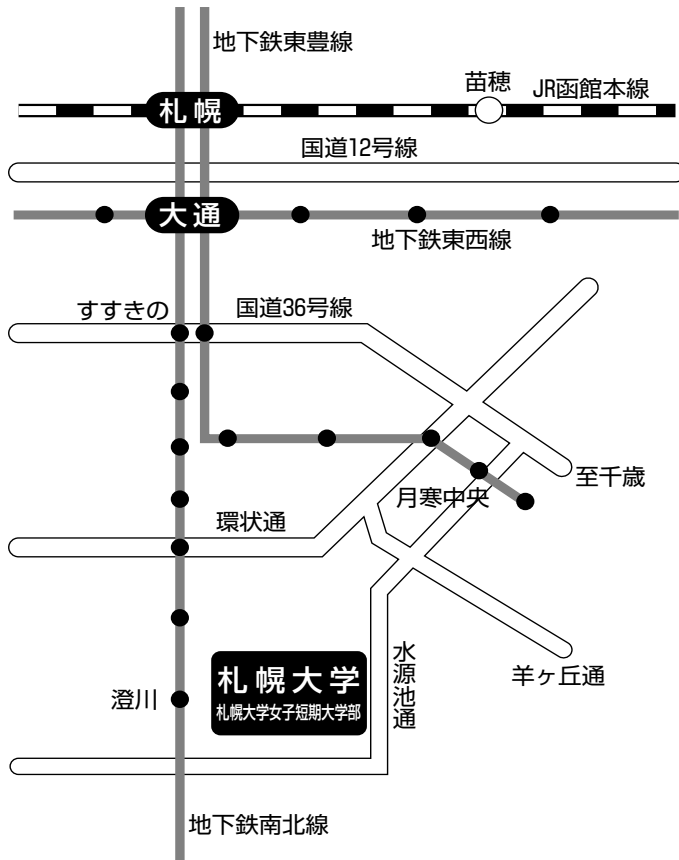 地下鉄東豊線
苗穂
JR函館本線
札幌
国道12号線
大通
地下鉄東西線
すすきの
国道36号線
至千歳
月寒中央
環状通
水源池通
羊ヶ丘通
札幌大学
札幌大学女子短期大学部
澄川
地下鉄南北線